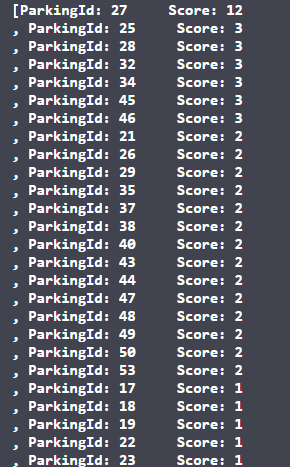 [ParkingId: 27 Score: 12
, ParkingId: 25 Score: 3
, ParkingId: 28 Score: 3
, ParkingId: 32 Score: 3
, ParkingId: 34 Score: 3
, ParkingId: 45 Score: 3
, ParkingId: 46 Score: 3
, ParkingId: 21 Score: 2
, ParkingId: 26 Score: 2
, ParkingId: 29 Score: 2
, ParkingId: 35 Score: 2
, ParkingId: 37 Score: 2
, ParkingId: 38 Score: 2
, ParkingId: 40 Score: 2
, ParkingId: 43 Score: 2
, ParkingId: 44 Score: 2
, ParkingId: 47 Score: 2
, ParkingId: 48 Score: 2
, ParkingId: 49 Score: 2
, ParkingId: 50 Score: 2
, ParkingId: 53 Score: 2
, ParkingId: 17 Score: 1
, ParkingId: 18 Score: 1
, ParkingId: 19 Score: 1
, ParkingId: 22 Score: 1
, ParkingId: 23 Score: 1